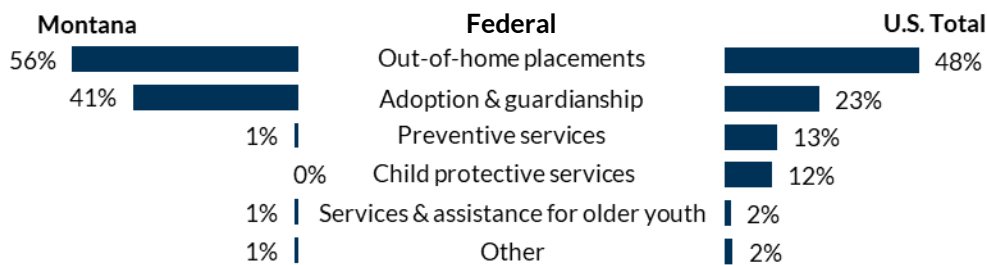 Montana Federal U.S. Total
56% Out-of-home placements 48%
41% Adoption & guardianship 23%
1% Preventive services 13%
0% Child protective services 12%
1% Services & assistance for older youth 2%
1% Other 2%